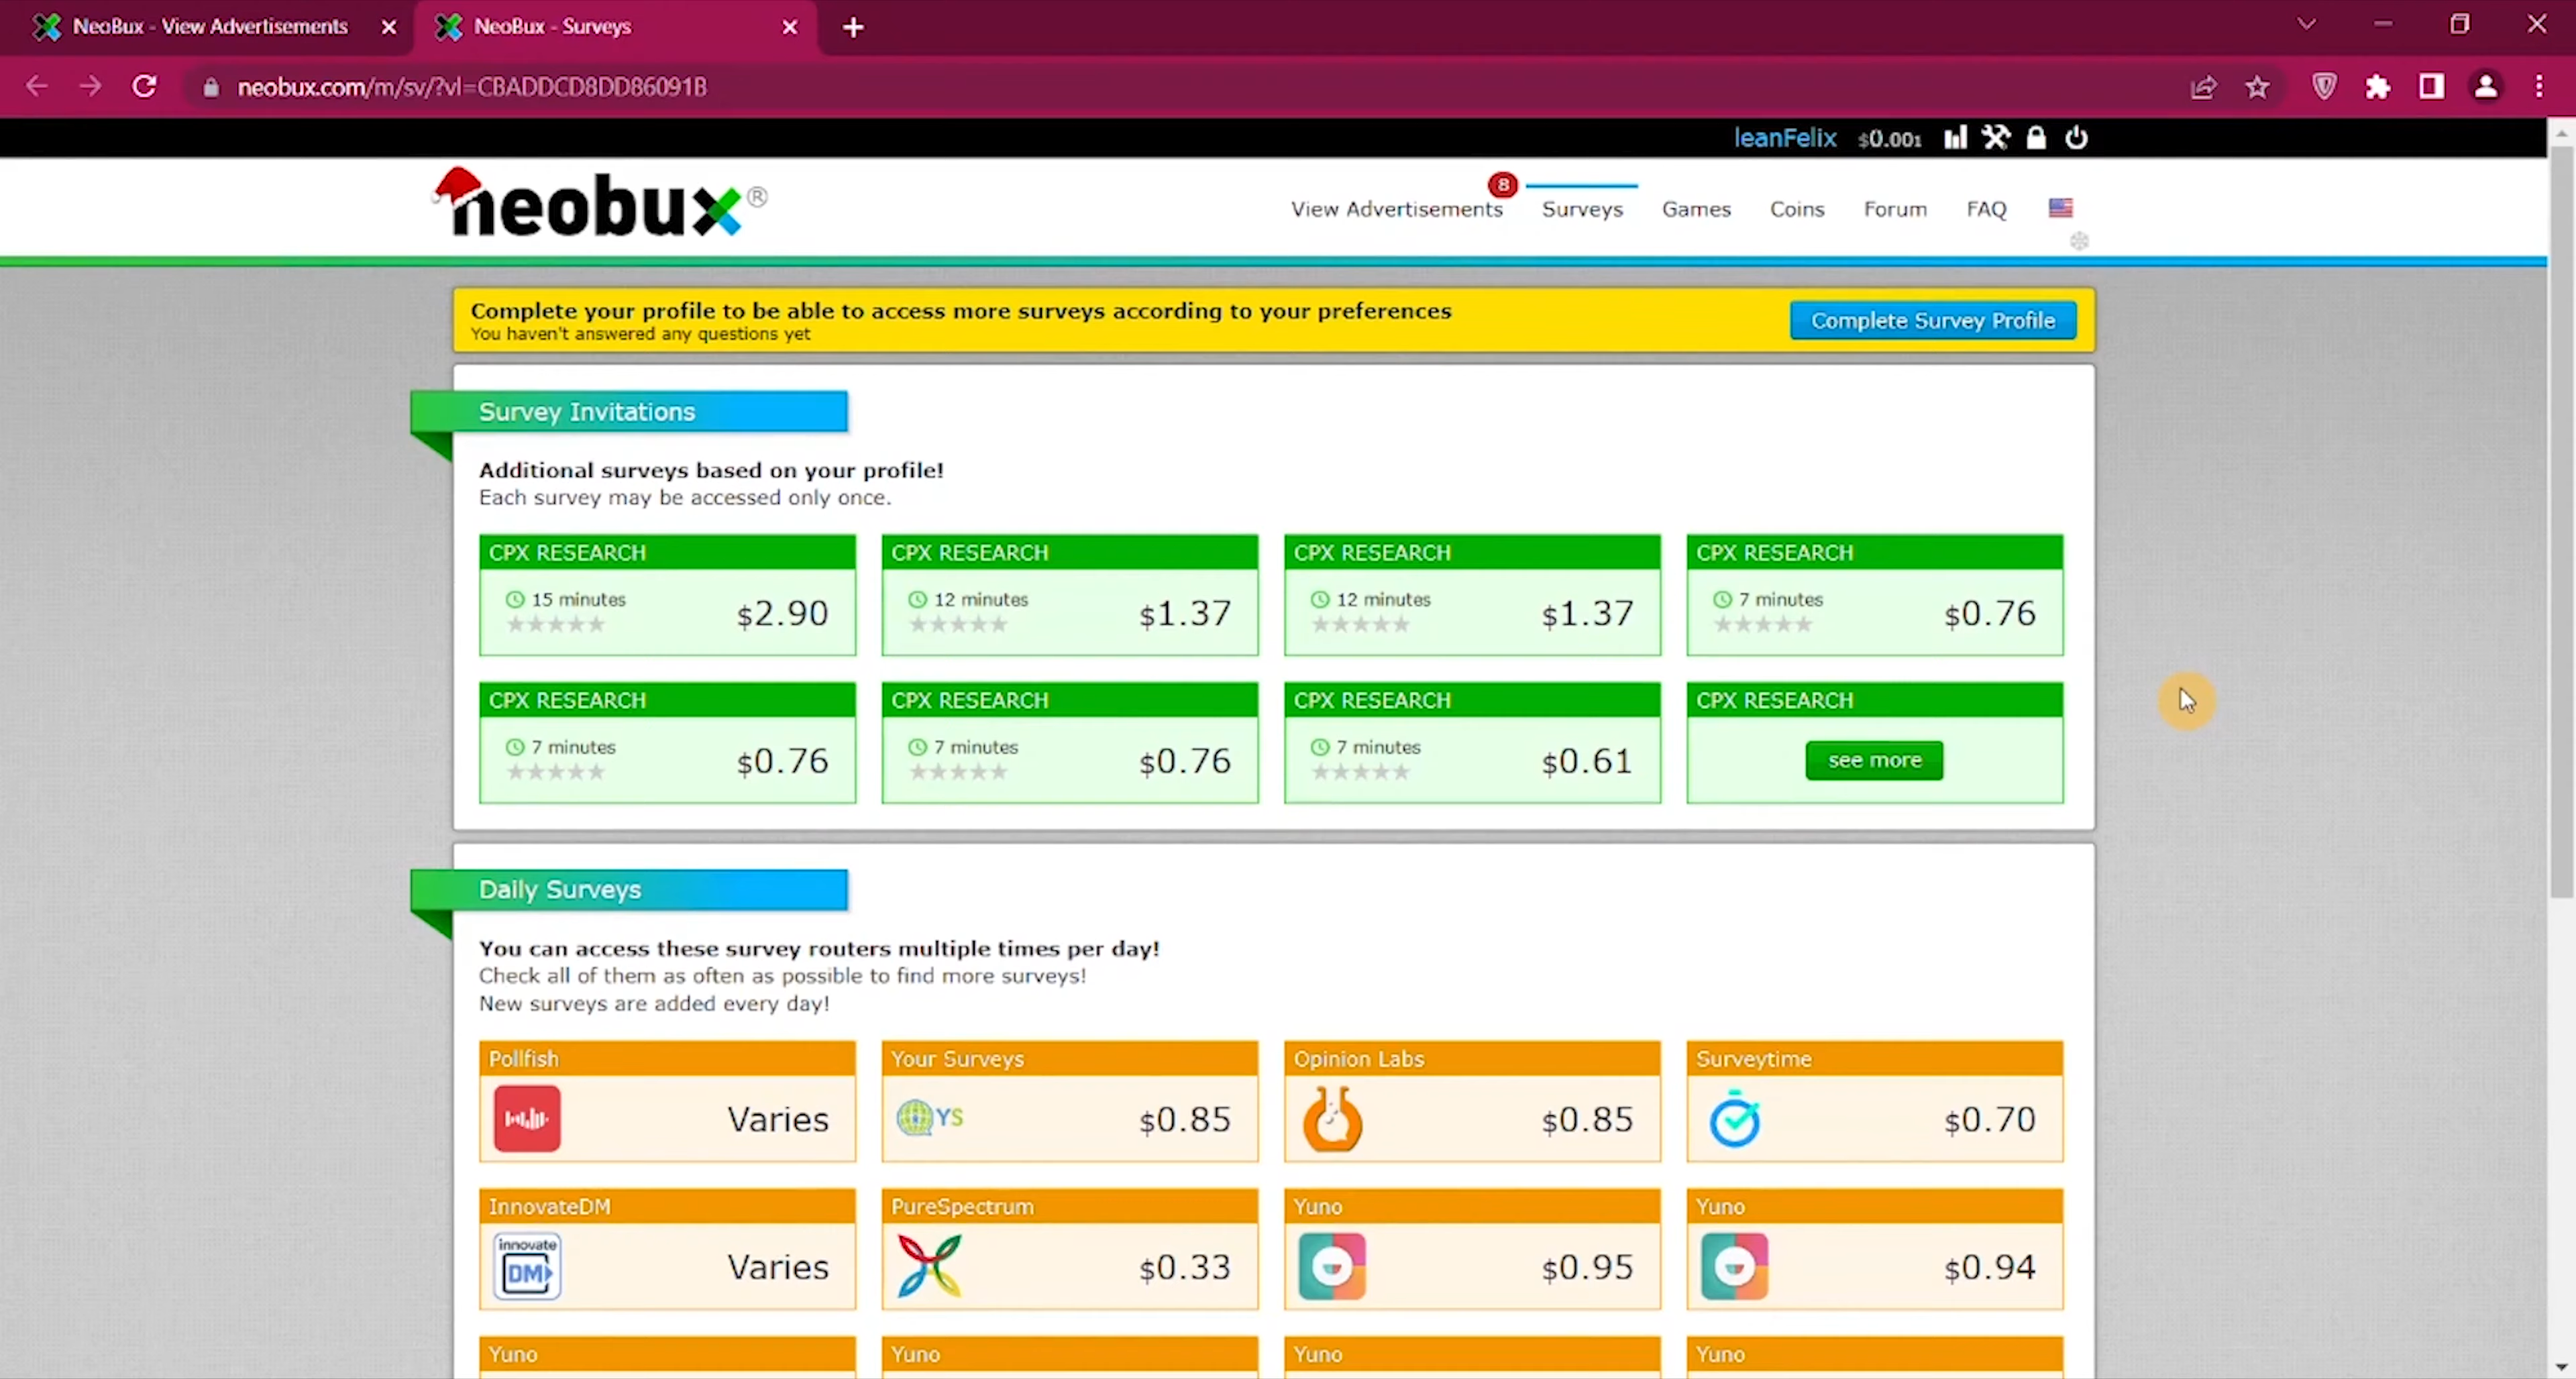 NeoBux - View Advertisements
NeoBux - Surveys
neobux.com/m/sv/?vl=CBADDCD8DD86091B
leanFelix $0.001
neobux®
View Advertisements 8 Surveys Games Coins Forum FAQ
Complete your profile to be able to access more surveys according to your preferences
You haven't answered any questions yet
Complete Survey Profile
Survey Invitations
Additional surveys based on your profile!
Each survey may be accessed only once.
CPX RESEARCH
15 minutes
$2.90
CPX RESEARCH
12 minutes
$1.37
CPX RESEARCH
12 minutes
$1.37
CPX RESEARCH
7 minutes
$0.76
CPX RESEARCH
7 minutes
$0.76
CPX RESEARCH
7 minutes
$0.76
CPX RESEARCH
7 minutes
$0.61
CPX RESEARCH
see more
Daily Surveys
You can access these survey routers multiple times per day!
Check all of them as often as possible to find more surveys!
New surveys are added every day!
Pollfish
Varies
Your Surveys
YS
$0.85
Opinion Labs
$0.85
Surveytime
$0.70
InnovateDM
innovate
DM
Varies
PureSpectrum
$0.33
Yuno
$0.95
Yuno
$0.94
Yuno
Yuno
Yuno
Yuno